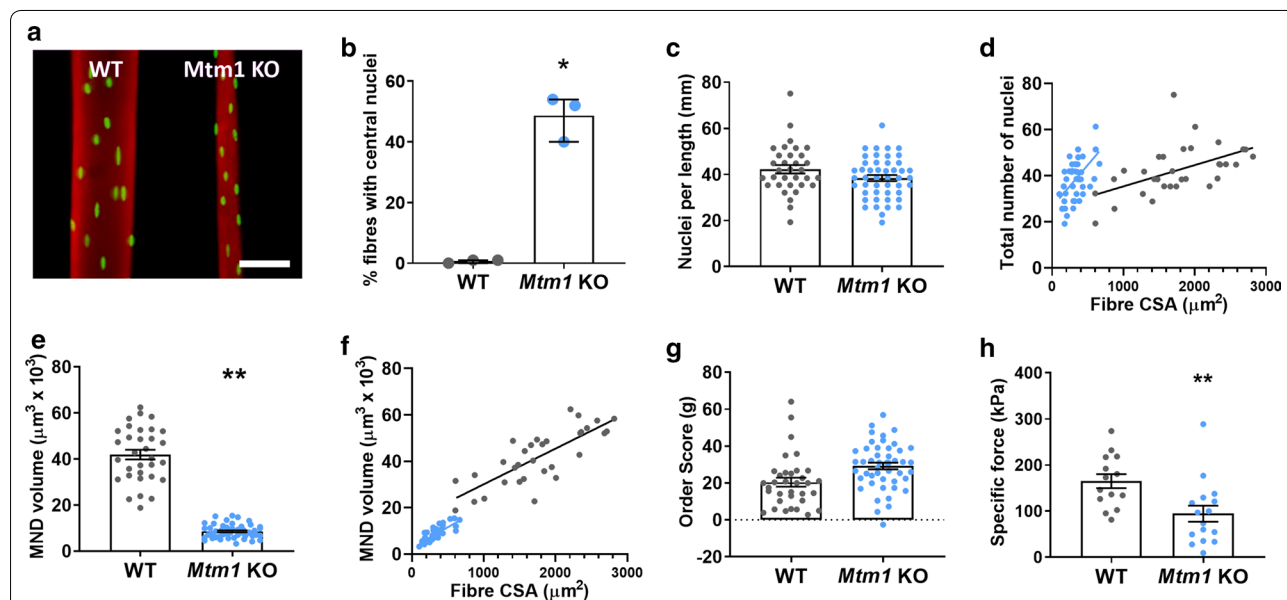 a
WT
Mtm1 KO
b
% fibres with central nuclei
60
40
20
0
*
WT
Mtm1 KO
c
Nuclei per length (mm)
80
60
40
20
0
WT
Mtm1 KO
d
Total number of nuclei
80
60
40
20
0
0
1000
2000
3000
Fibre CSA (μm²)
e
MND volume (μm³ x 10³)
80
60
40
20
0
**
WT
Mtm1 KO
f
MND volume (μm³ x 10³)
80
60
40
20
0
0
1000
2000
3000
Fibre CSA (μm²)
g
Order Score (g)
80
60
40
20
0
-20
WT
Mtm1 KO
h
Specific force (kPa)
400
300
200
100
0
**
WT
Mtm1 KO